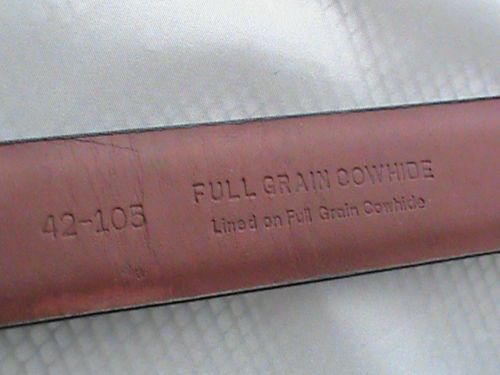 42-105
FULL GRAIN COWHIDE
Lined on Full Grain Cowhide